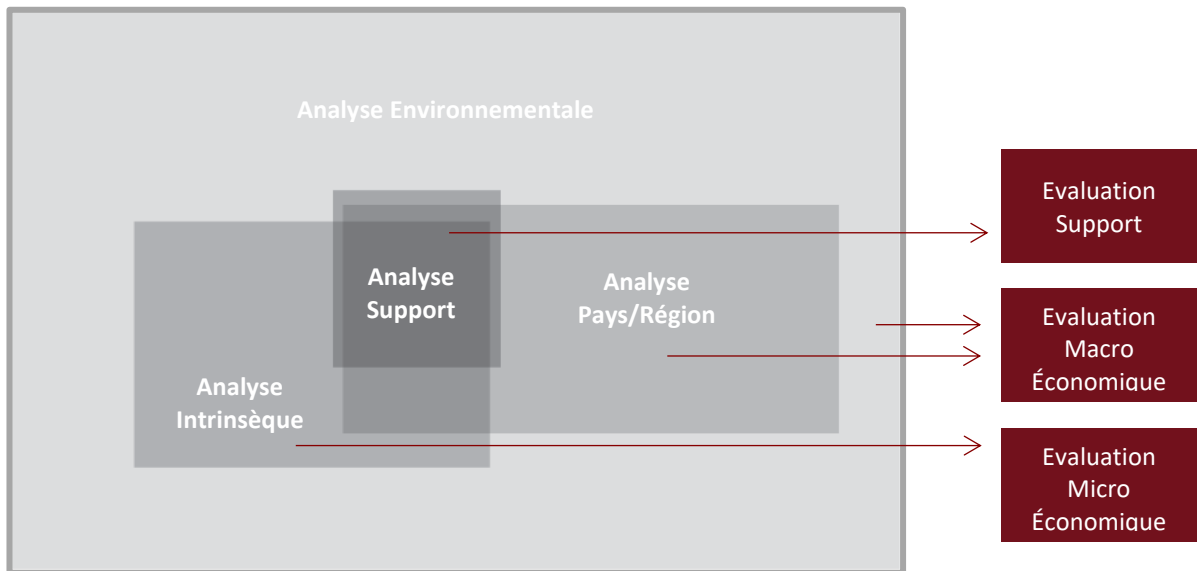 Analyse Environnementale
Analyse
Support
Analyse
Pays/Région
Analyse
Intrinsèque
Evaluation
Support
Evaluation
Macro
Économique
Evaluation
Micro
Économique